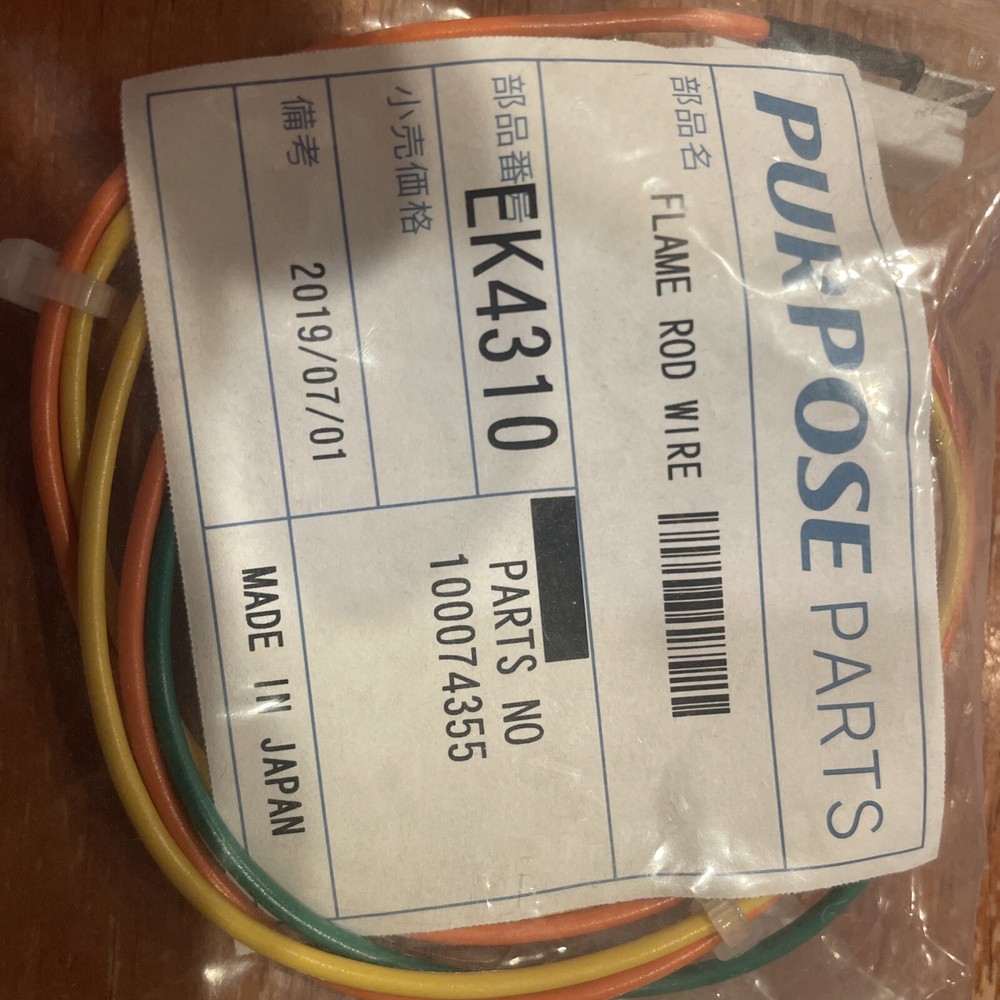 PURPOSE PARTS
部品名
FLAME ROD WIRE
部品番号
EK4310
小売価格
備考
2019/07/01
PARTS NO
100074355
MADE IN JAPAN